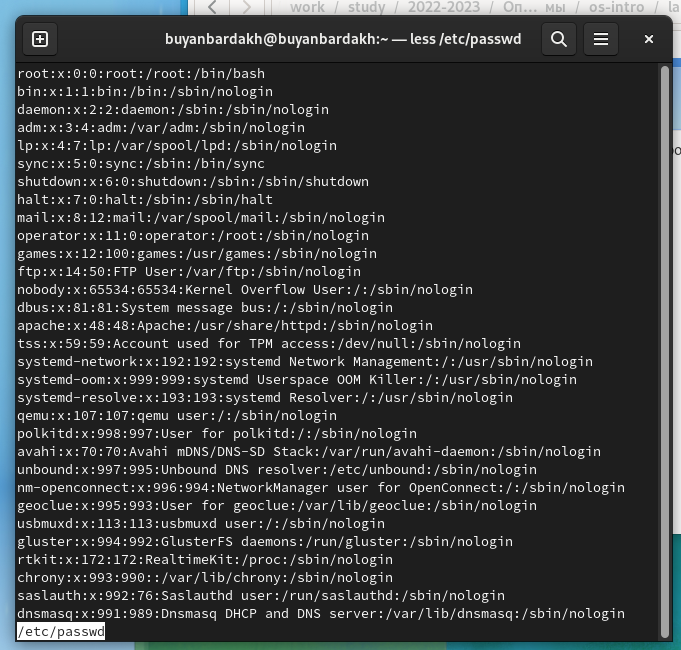 work / study / 2022-2023 / Оп… мы / os-intro / la
buyanbardakh@buyanbardakh:~ — less /etc/passwd
root:x:0:0:root:/root:/bin/bash
bin:x:1:1:bin:/bin:/sbin/nologin
daemon:x:2:2:daemon:/sbin:/sbin/nologin
adm:x:3:4:adm:/var/adm:/sbin/nologin
lp:x:4:7:lp:/var/spool/lpd:/sbin/nologin
sync:x:5:0:sync:/sbin:/bin/sync
shutdown:x:6:0:shutdown:/sbin:/sbin/shutdown
halt:x:7:0:halt:/sbin:/sbin/halt
mail:x:8:12:mail:/var/spool/mail:/sbin/nologin
operator:x:11:0:operator:/root:/sbin/nologin
games:x:12:100:games:/usr/games:/sbin/nologin
ftp:x:14:50:FTP User:/var/ftp:/sbin/nologin
nobody:x:65534:65534:Kernel Overflow User:/:/sbin/nologin
dbus:x:81:81:System message bus:/:/sbin/nologin
apache:x:48:48:Apache:/usr/share/httpd:/sbin/nologin
tss:x:59:59:Account used for TPM access:/dev/null:/sbin/nologin
systemd-network:x:192:192:systemd Network Management:/:/usr/sbin/nologin
systemd-oom:x:999:999:systemd Userspace OOM Killer:/:/usr/sbin/nologin
systemd-resolve:x:193:193:systemd Resolver:/:/usr/sbin/nologin
qemu:x:107:107:qemu user:/:/sbin/nologin
polkitd:x:998:997:User for polkitd:/:/sbin/nologin
avahi:x:70:70:Avahi mDNS/DNS-SD Stack:/var/run/avahi-daemon:/sbin/nologin
unbound:x:997:995:Unbound DNS resolver:/etc/unbound:/sbin/nologin
nm-openconnect:x:996:994:NetworkManager user for OpenConnect:/:/sbin/nologin
geoclue:x:995:993:User for geoclue:/var/lib/geoclue:/sbin/nologin
usbmuxd:x:113:113:usbmuxd user:/:/sbin/nologin
gluster:x:994:992:GlusterFS daemons:/run/gluster:/sbin/nologin
rtkit:x:172:172:RealtimeKit:/proc:/sbin/nologin
chrony:x:993:990::/var/lib/chrony:/sbin/nologin
saslauth:x:992:76:Saslauthd user:/run/saslauthd:/sbin/nologin
dnsmasq:x:991:989:Dnsmasq DHCP and DNS server:/var/lib/dnsmasq:/sbin/nologin
/etc/passwd